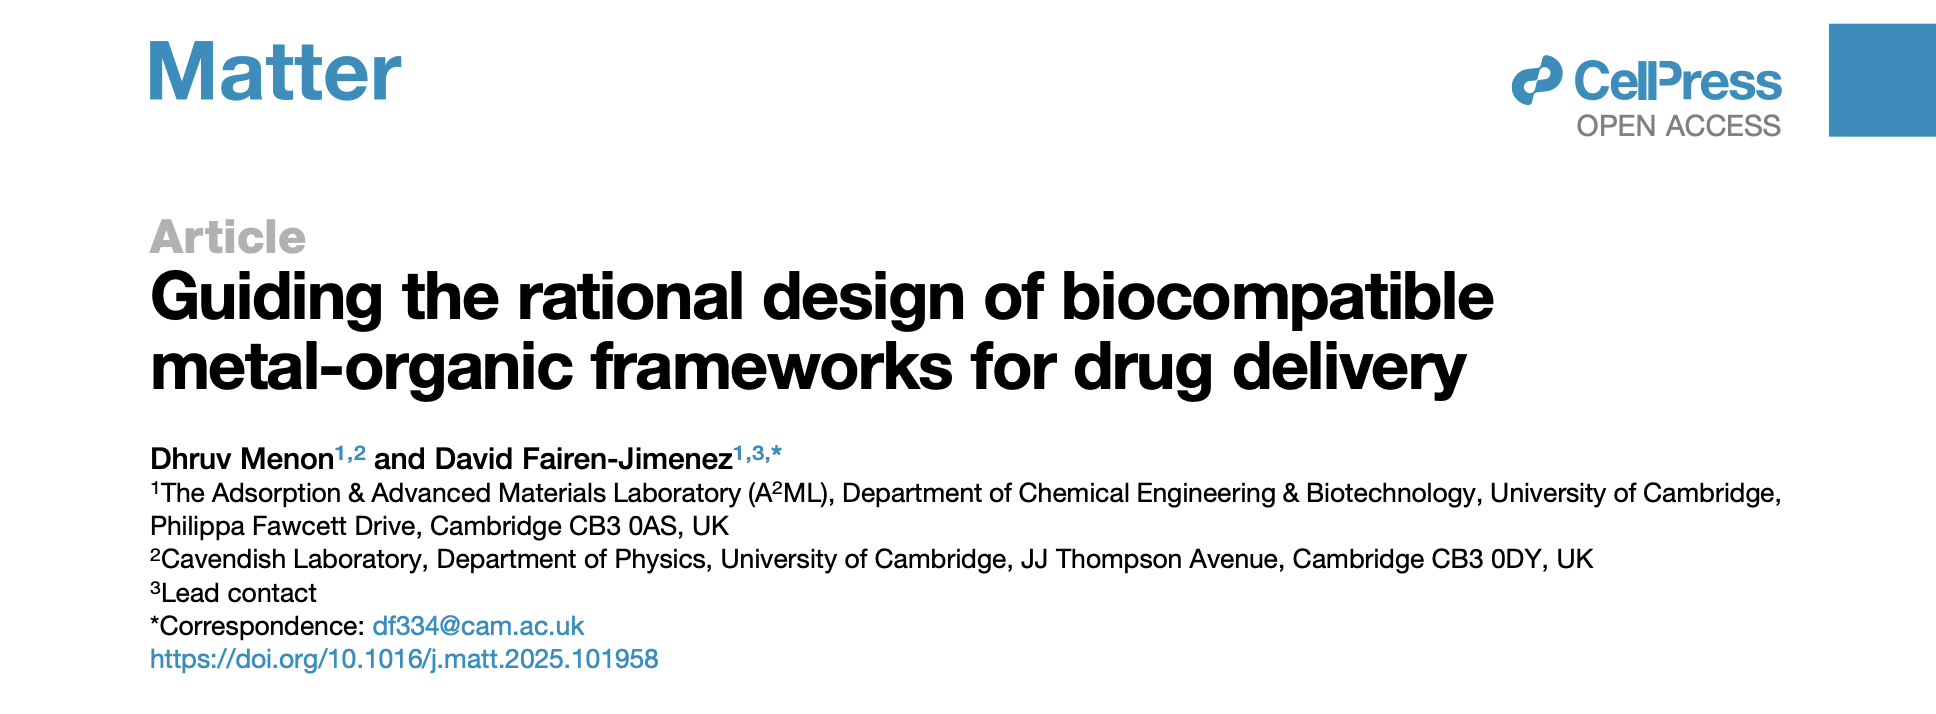 Matter
CellPress
OPEN ACCESS
Article
Guiding the rational design of biocompatible
metal-organic frameworks for drug delivery
Dhruv Menon1,2 and David Fairen-Jimenez1,3,*
1The Adsorption & Advanced Materials Laboratory (A2ML), Department of Chemical Engineering & Biotechnology, University of Cambridge,
Philippa Fawcett Drive, Cambridge CB3 0AS, UK
2Cavendish Laboratory, Department of Physics, University of Cambridge, JJ Thompson Avenue, Cambridge CB3 0DY, UK
3Lead contact
*Correspondence: df334@cam.ac.uk
https://doi.org/10.1016/j.matt.2025.101958